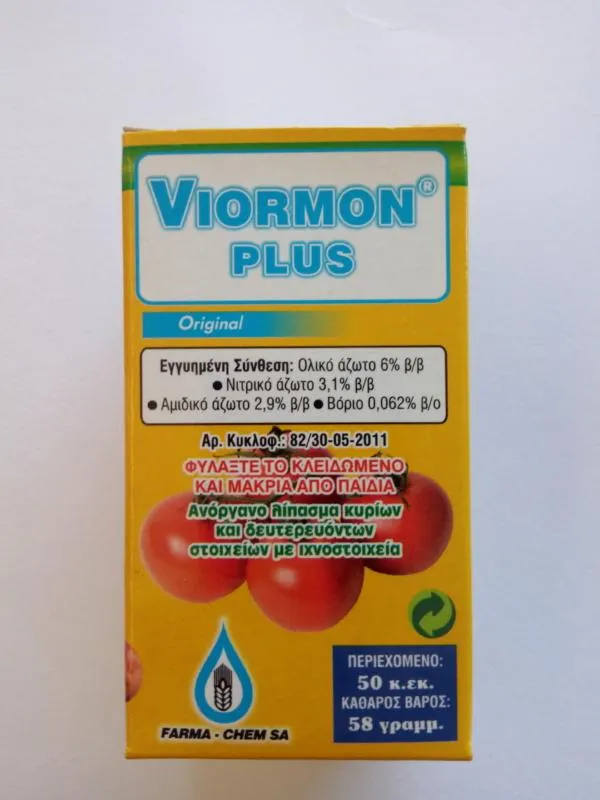 VIORMON®
PLUS
Original
Εγγυημένη Σύνθεση: Ολικό άζωτο 6% β/β
● Νιτρικό άζωτο 3,1% β/β
● Αμιδικό άζωτο 2,9% β/β ● Βόριο 0,062% β/ο
Αρ. Κυκλοφ.: 82/30-05-2011
ΦΥΛΑΞΤΕ ΤΟ ΚΛΕΙΔΩΜΕΝΟ
ΚΑΙ ΜΑΚΡΙΑ ΑΠΟ ΠΑΙΔΙΑ
Ανόργανο λίπασμα κυρίων
και δευτερευόντων
στοιχείων με ιχνοστοιχεία
ΠΕΡΙΕΧΟΜΕΝΟ:
50 κ.εκ.
ΚΑΘΑΡΟΣ ΒΑΡΟΣ:
58 γραμμ.
FARMA - CHEM SA